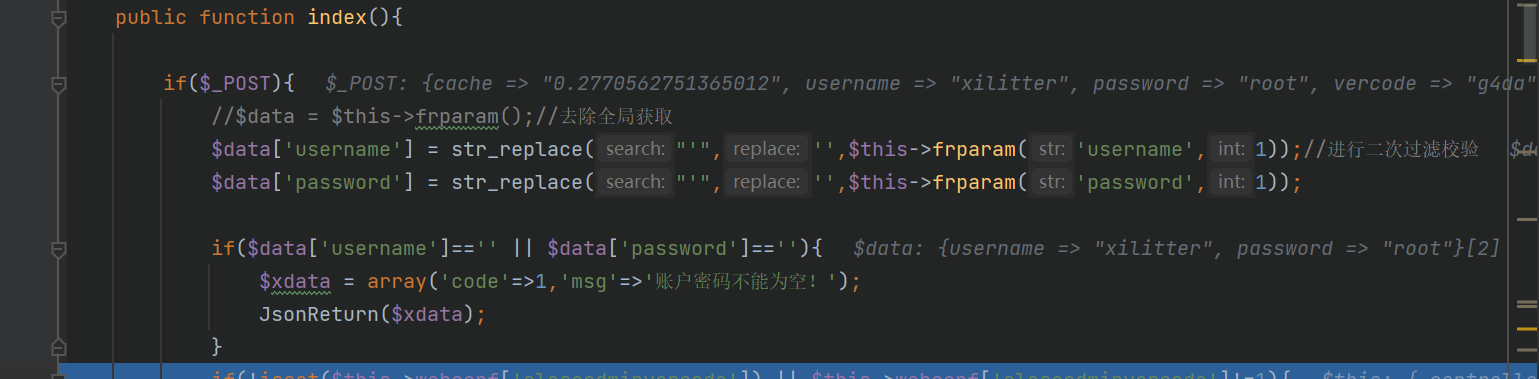 public function index(){
if($_POST){ $_POST: {cache => "0.2770562751365012", username => "xilitter", password => "root", vercode => "g4da"
//$data = $this->frparam();//去除全局获取
$data['username'] = str_replace( search: "'", replace: '',$this->frparam( str: 'username', int: 1));//进行二次过滤校验 $d
$data['password'] = str_replace( search: "'", replace: '',$this->frparam( str: 'password', int: 1));
if($data['username']=='' || $data['password']==''){ $data: {username => "xilitter", password => "root"}[2]
$xdata = array('code'=>1,'msg'=>'账户密码不能为空！');
JsonReturn($xdata);
}